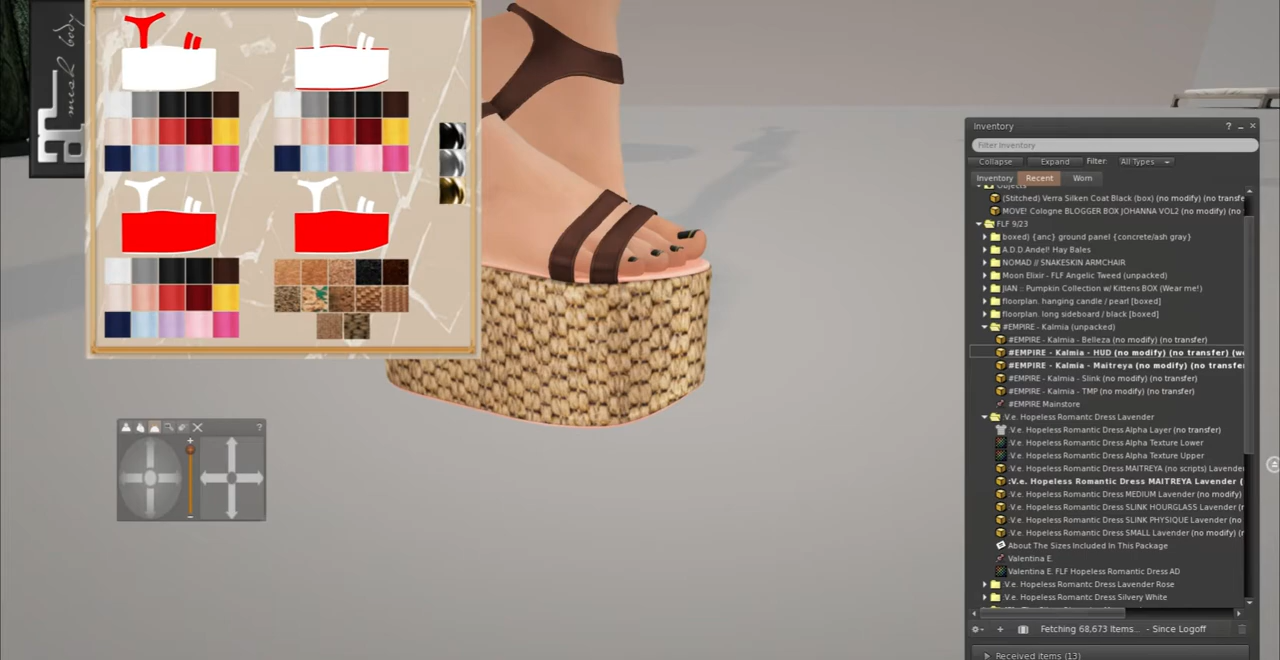 mesh body
Inventory
? _ ×
Filter Inventory
Collapse Expand Filter: All Types
Inventory Recent Worn
Objects
(Stitched) Verra Silken Coat Black (box) (no modify) (no transfe
MOVE! Cologne BLOGGER BOX JOHANNA VOL2 (no modify) (no
FLF 9/23
boxed) {anc} ground panel {concrete/ash gray}
A.D.D.Andel! Hay Bales
NOMAD // SNAKESKIN ARMCHAIR
Moon Elixir - FLF Angelic Tweed (unpacked)
JIAN :: Pumpkin Collection w/ Kittens BOX (Wear me!)
floorplan. hanging candle / pearl [boxed]
floorplan. long sideboard / black [boxed]
#EMPIRE - Kalmia (unpacked)
#EMPIRE - Kalmia - Belleza (no modify) (no transfer)
#EMPIRE - Kalmia - HUD (no modify) (no transfer) (w
#EMPIRE - Kalmia - Maitreya (no modify) (no transfe
#EMPIRE - Kalmia - Slink (no modify) (no transfer)
#EMPIRE - Kalmia - TMP (no modify) (no transfer)
#EMPIRE Mainstore
:V.e. Hopeless Romantc Dress Lavender
:V.e. Hopeless Romantic Dress Alpha Layer (no transfer)
:V.e. Hopeless Romantic Dress Alpha Texture Lower
:V.e. Hopeless Romantic Dress Alpha Texture Upper
:V.e. Hopeless Romantic Dress MAITREYA (no scripts) Lavende
:V.e. Hopeless Romantic Dress MAITREYA Lavender (
:V.e. Hopeless Romantic Dress MEDIUM Lavender (no modify)
:V.e. Hopeless Romantic Dress SLINK HOURGLASS Lavender (r
:V.e. Hopeless Romantic Dress SLINK PHYSIQUE Lavender (no
:V.e. Hopeless Romantic Dress SMALL Lavender (no modify) (r
About The Sizes Included In This Package
Valentina E.
Valentina E. FLF Hopeless Romantic Dress AD
:V.e. Hopeless Romantc Dress Lavender Rose
:V.e. Hopeless Romantc Dress Silvery White
Fetching 68,673 Items... - Since Logoff
Received items (13)
?